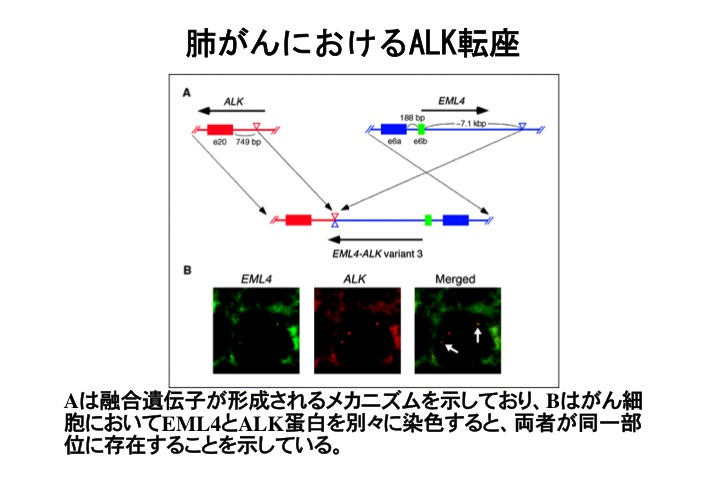 肺がんにおけるALK転座
A
ALK
EML4
188 bp
~7.1 kbp
e20
749 bp
e6a
e6b
EML4-ALK variant 3
B
EML4
ALK
Merged
Aは融合遺伝子が形成されるメカニズムを示しており、Bはがん細
胞においてEML4とALK蛋白を別々に染色すると、両者が同一部
位に存在することを示している。